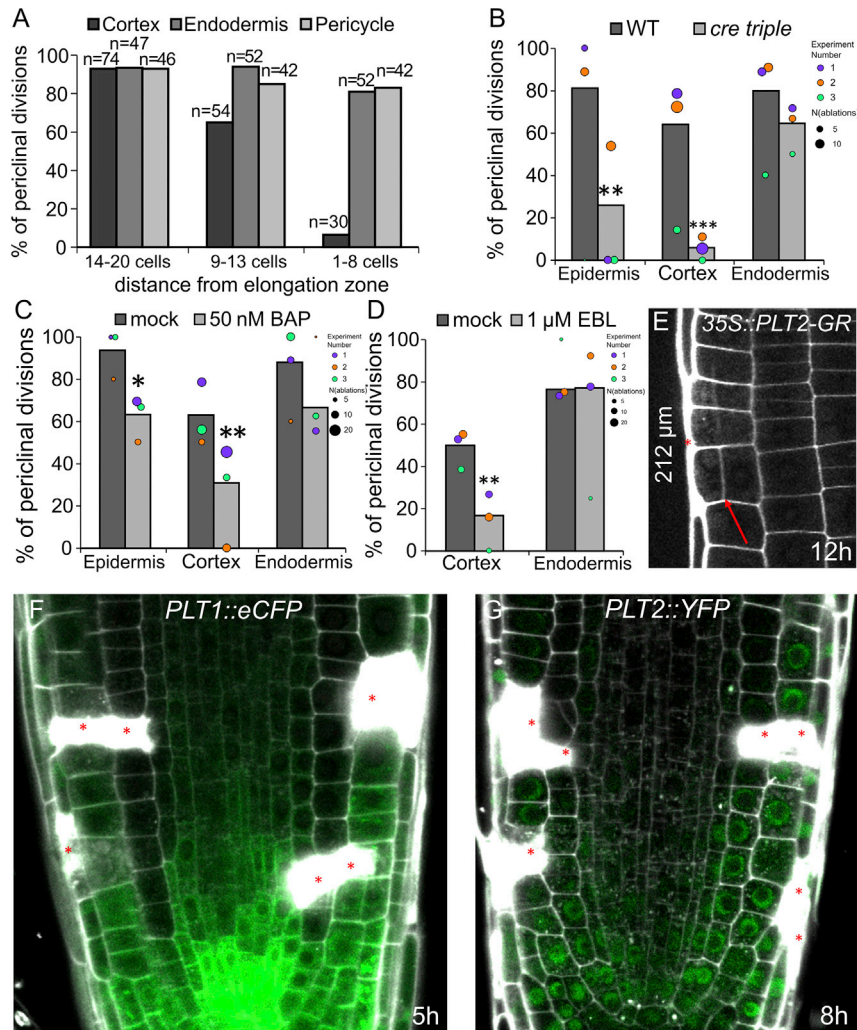 A
Cortex Endodermis Pericycle
n=74 n=47 n=46
n=54 n=52 n=42
n=30 n=52 n=42
% of periclinal divisions
100
80
60
40
20
0
14-20 cells 9-13 cells 1-8 cells
distance from elongation zone
B
WT cre triple
Experiment
Number
1
2
3
N(ablations)
5
10
% of periclinal divisions
100
80
60
40
20
0
**
***
Epidermis Cortex Endodermis
C
mock 50 nM BAP
Experiment
Number
1
2
3
N(ablations)
5
10
20
% of periclinal divisions
100
80
60
40
20
0
*
**
Epidermis Cortex Endodermis
D
mock 1 µM EBL
Experiment
Number
1
2
3
N(ablations)
5
10
20
% of periclinal divisions
100
80
60
40
20
0
**
Cortex Endodermis
E 35S::PLT2-GR
212 µm
*
12h
F PLT1::eCFP
* * *
* * *
5h
G PLT2::YFP
* * * *
* * *
8h